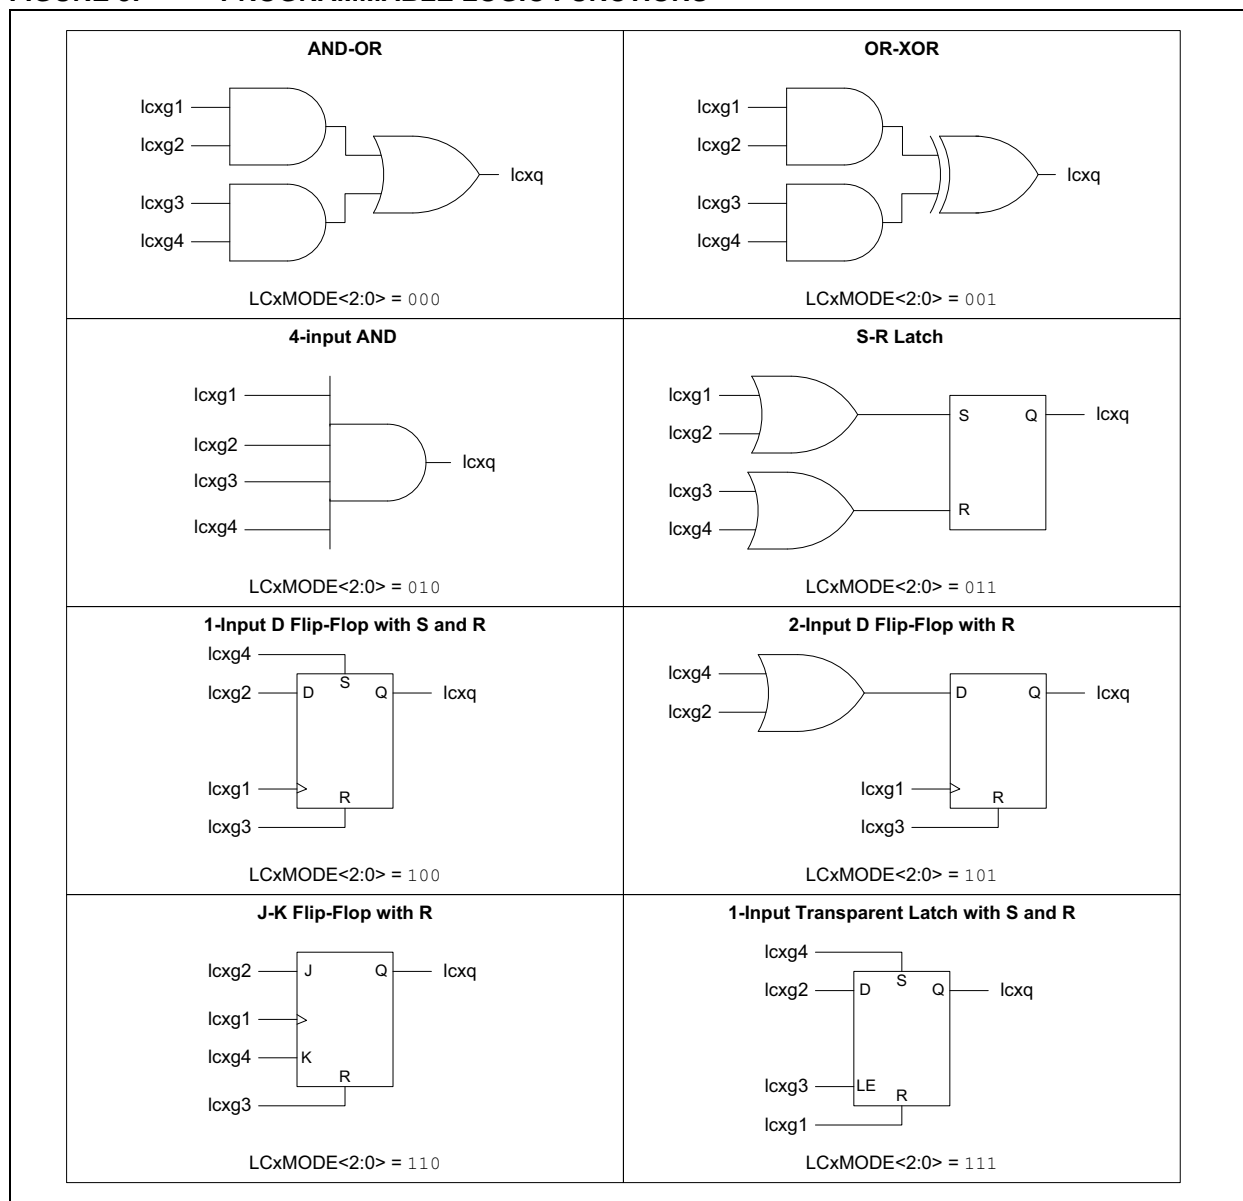 AND-OR
lcxg1
lcxg2
lcxg3
lcxg4
lcxq
LCxMODE<2:0> = 000
OR-XOR
lcxg1
lcxg2
lcxg3
lcxg4
lcxq
LCxMODE<2:0> = 001
4-input AND
lcxg1
lcxg2
lcxg3
lcxg4
lcxq
LCxMODE<2:0> = 010
S-R Latch
lcxg1
lcxg2
lcxg3
lcxg4
S
Q
R
lcxq
LCxMODE<2:0> = 011
1-Input D Flip-Flop with S and R
lcxg4
lcxg2
D
S
Q
lcxq
lcxg1
R
lcxg3
LCxMODE<2:0> = 100
2-Input D Flip-Flop with R
lcxg4
lcxg2
D
Q
lcxq
lcxg1
R
lcxg3
LCxMODE<2:0> = 101
J-K Flip-Flop with R
lcxg2
J
Q
lcxq
lcxg1
lcxg4
K
R
lcxg3
LCxMODE<2:0> = 110
1-Input Transparent Latch with S and R
lcxg4
lcxg2
D
S
Q
lcxq
lcxg3
LE
R
lcxg1
LCxMODE<2:0> = 111